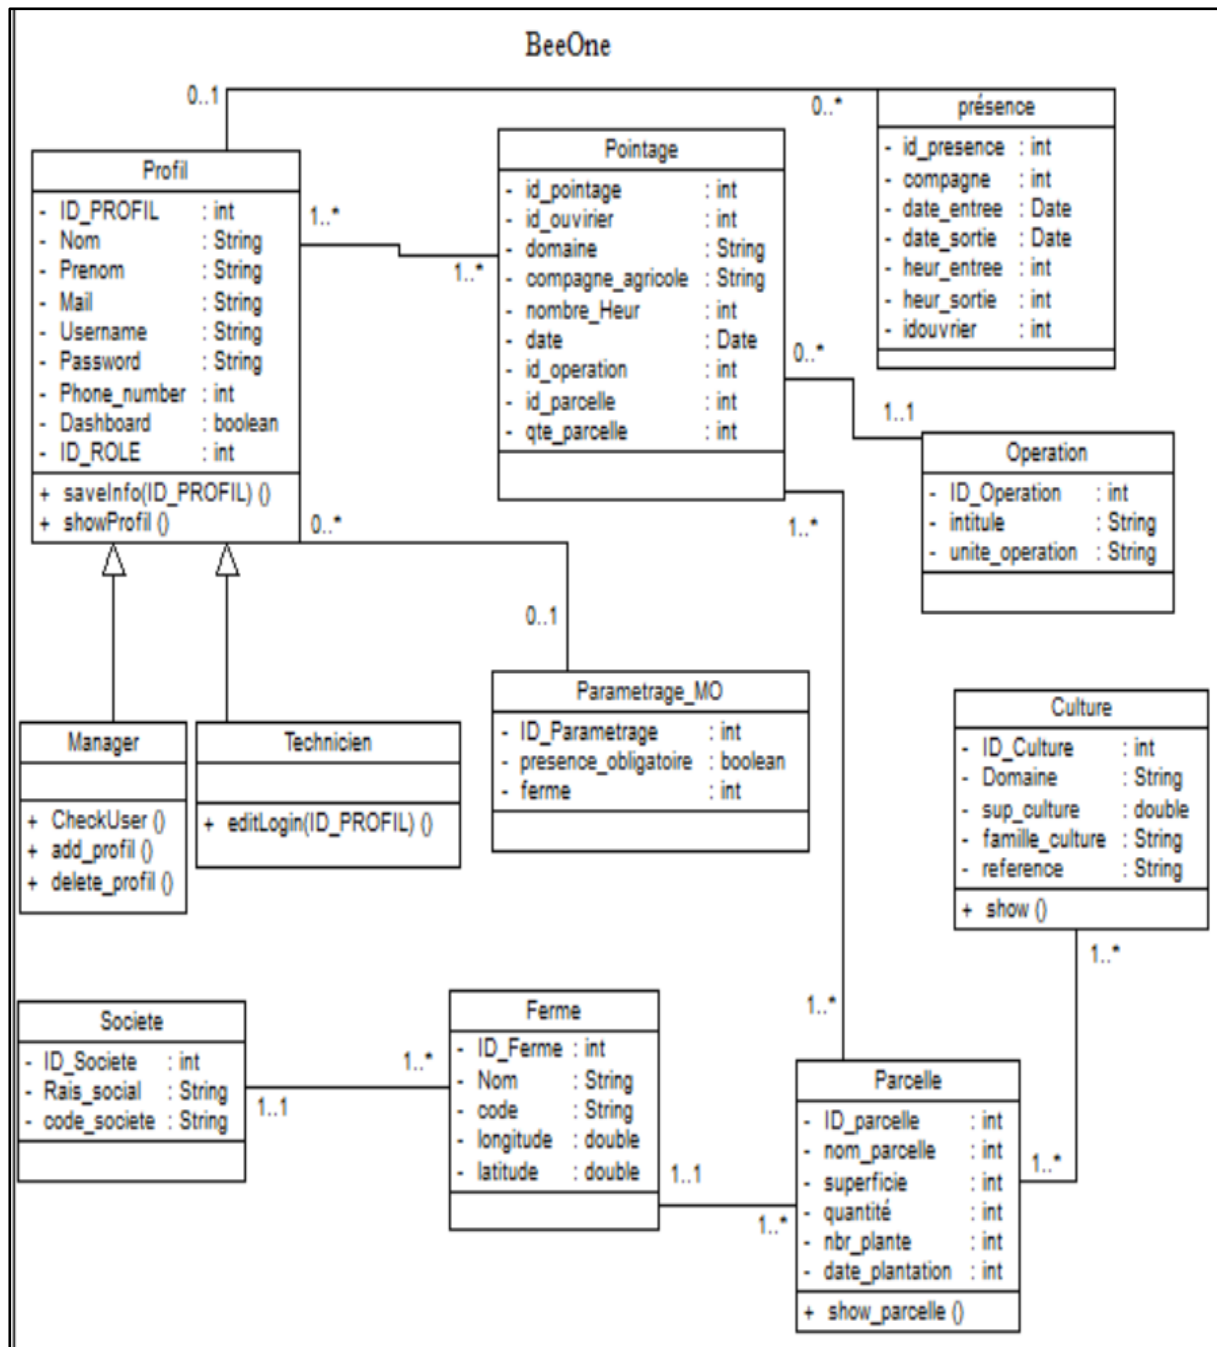 BeeOne
0..1
0..*
présence
- id_presence : int
- compagne : int
- date_entree : Date
- date_sortie : Date
- heur_entree : int
- heur_sortie : int
- idouvrier : int
Profil
- ID_PROFIL : int
- Nom : String
- Prenom : String
- Mail : String
- Username : String
- Password : String
- Phone_number : int
- Dashboard : boolean
- ID_ROLE : int
+ saveInfo(ID_PROFIL) ()
+ showProfil ()
1..*
1..*
Pointage
- id_pointage : int
- id_ouvirier : int
- domaine : String
- compagne_agricole : String
- nombre_Heur : int
- date : Date
- id_operation : int
- id_parcelle : int
- qte_parcelle : int
0..*
1..1
Operation
- ID_Operation : int
- intitule : String
- unite_operation : String
1..*
0..*
0..1
Parametrage_MO
- ID_Parametrage : int
- presence_obligatoire : boolean
- ferme : int
Manager
+ CheckUser ()
+ add_profil ()
+ delete_profil ()
Technicien
+ editLogin(ID_PROFIL) ()
Culture
- ID_Culture : int
- Domaine : String
- sup_culture : double
- famille_culture : String
- reference : String
+ show ()
1..*
1..*
Societe
- ID_Societe : int
- Rais_social : String
- code_societe : String
1..*
1..1
Ferme
- ID_Ferme : int
- Nom : String
- code : String
- longitude : double
- latitude : double
1..1
1..*
Parcelle
- ID_parcelle : int
- nom_parcelle : int
- superficie : int
- quantité : int
- nbr_plante : int
- date_plantation : int
+ show_parcelle ()
1..*